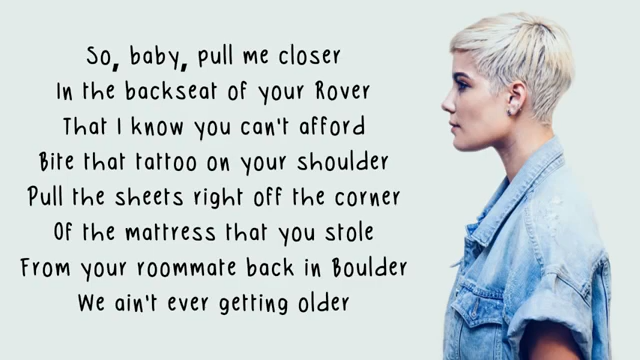 So, baby, pull me closer
In the backseat of your Rover
That I know you can't afford
Bite that tattoo on your shoulder
Pull the sheets right off the corner
Of the mattress that you stole
From your roommate back in Boulder
We ain't ever getting older